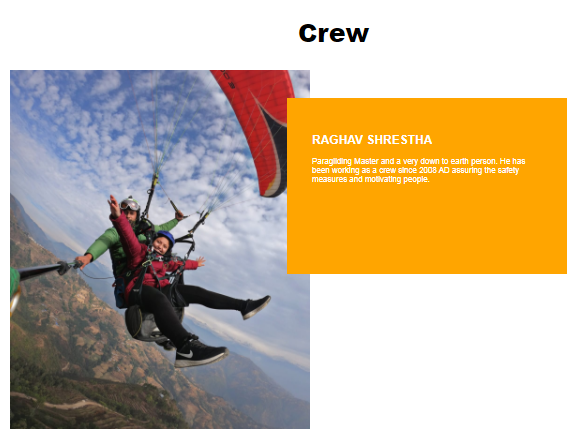 Crew
RAGHAV SHRESTHA
Paragliding Master and a very down to earth person. He has
been working as a crew since 2008 AD assuring the safety
measures and motivating people.